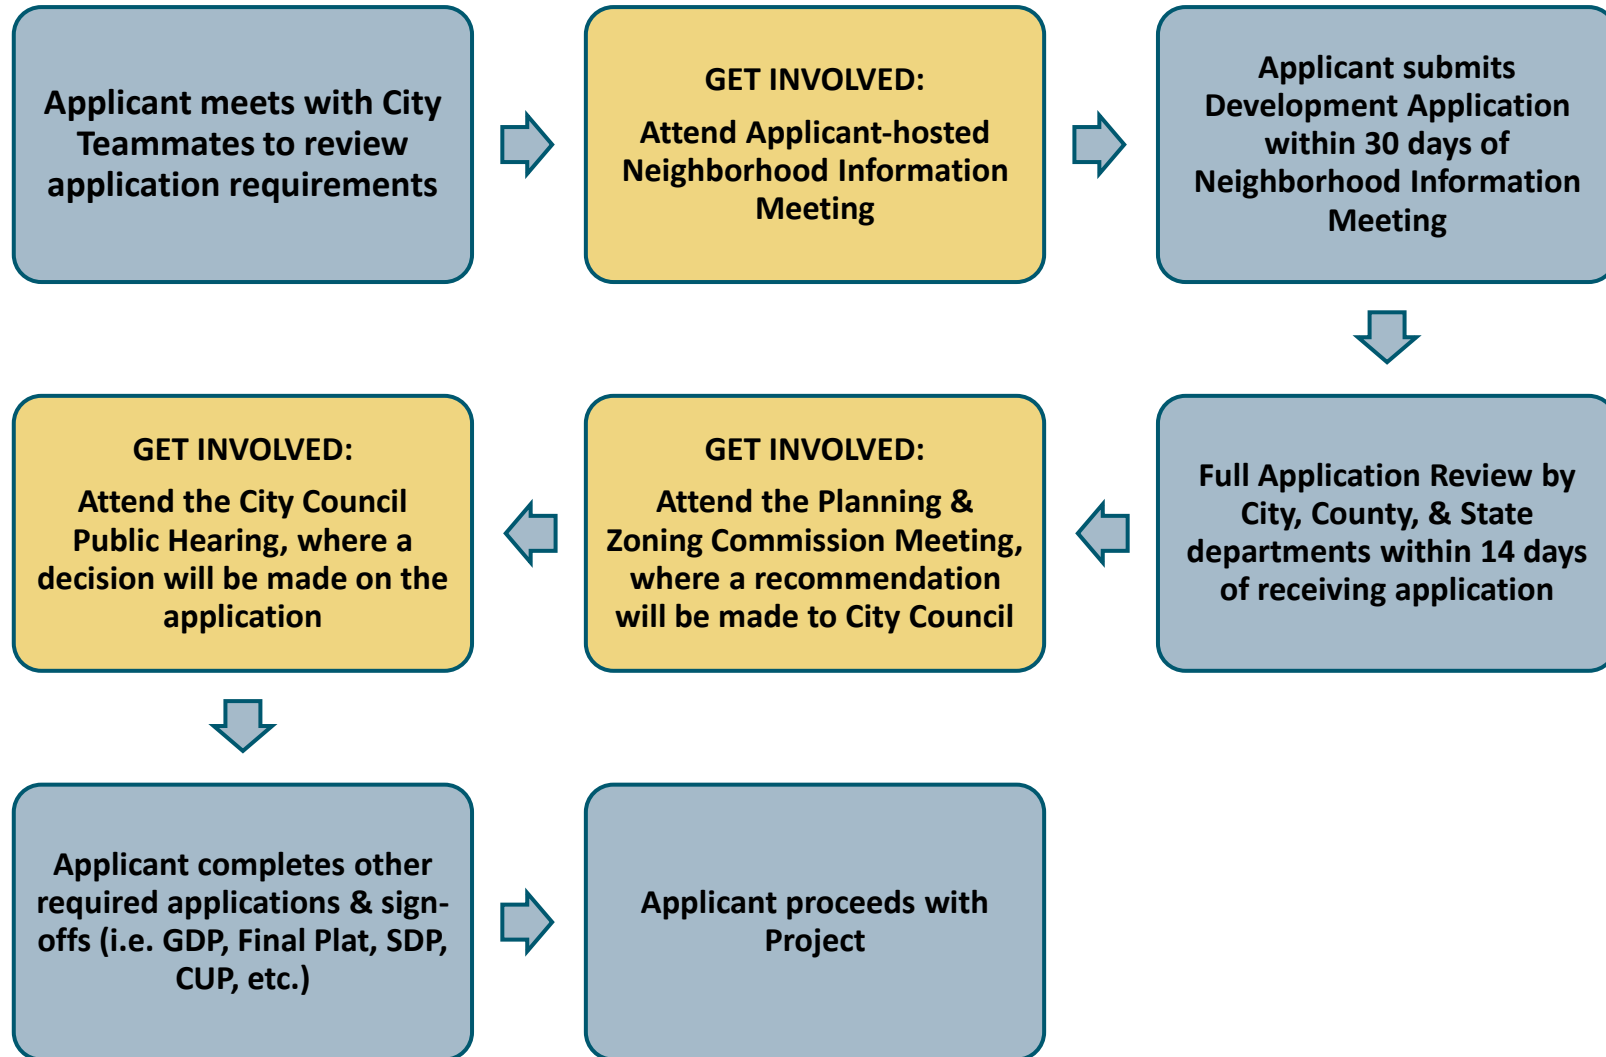 Applicant meets with City
Teammates to review
application requirements
GET INVOLVED:
Attend Applicant-hosted
Neighborhood Information
Meeting
Applicant submits
Development Application
within 30 days of
Neighborhood Information
Meeting
Full Application Review by
City, County, & State
departments within 14 days
of receiving application
GET INVOLVED:
Attend the Planning &
Zoning Commission Meeting,
where a recommendation
will be made to City Council
GET INVOLVED:
Attend the City Council
Public Hearing, where a
decision will be made on the
application
Applicant completes other
required applications & sign-
offs (i.e. GDP, Final Plat, SDP,
CUP, etc.)
Applicant proceeds with
Project